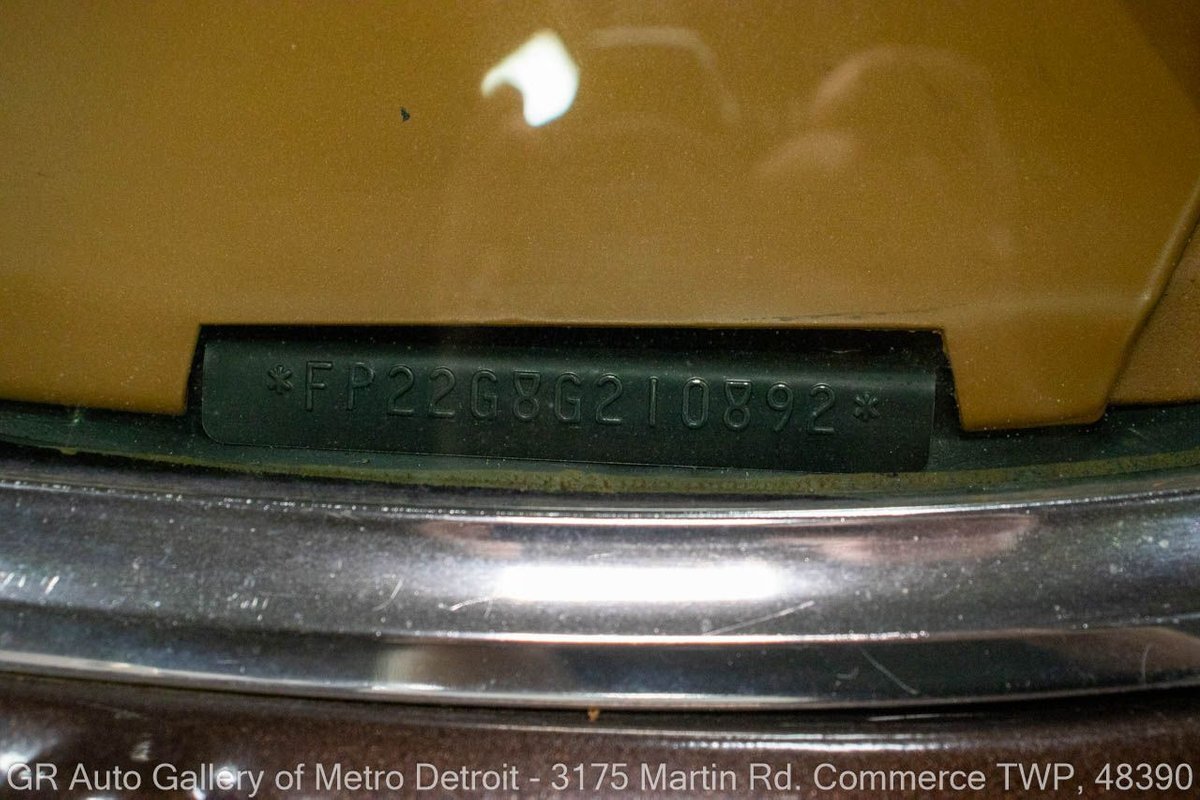 *FP22G8G210892*
GR Auto Gallery of Metro Detroit - 3175 Martin Rd. Commerce TWP, 48390